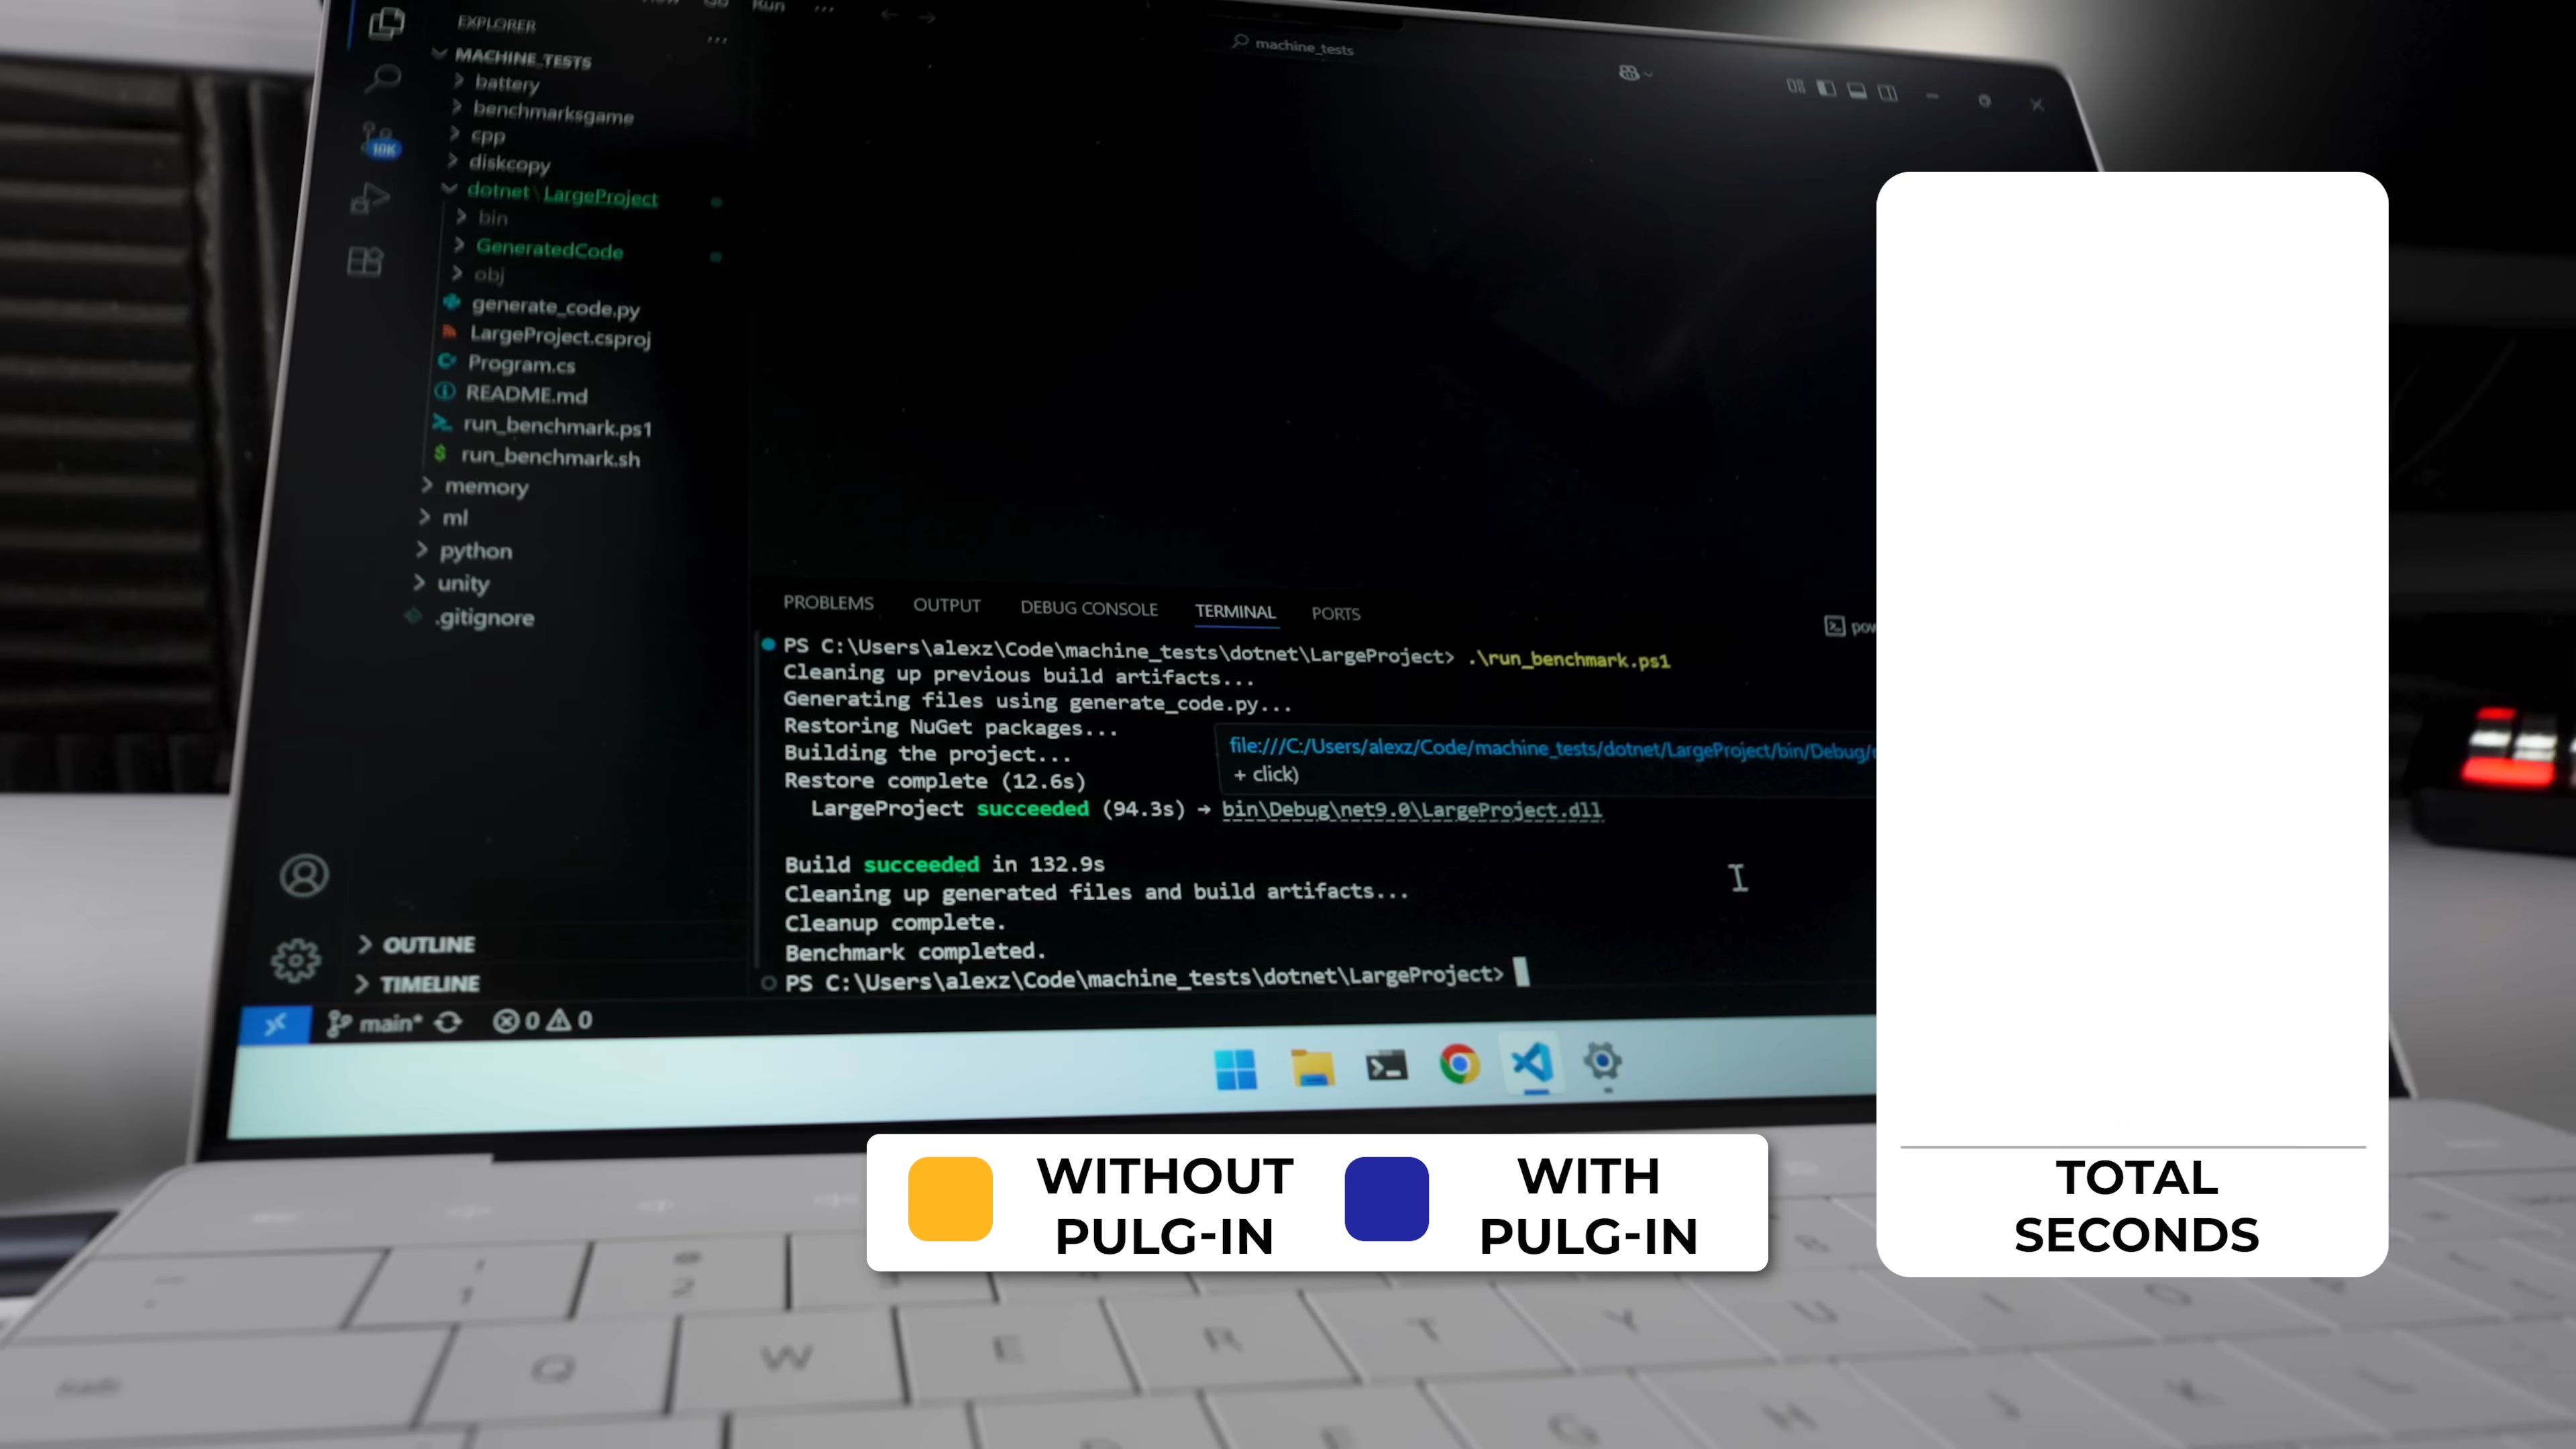 Run ...
EXPLORER ...
MACHINE_TESTS
battery
benchmarksgame
cpp
diskcopy
dotnet \ LargeProject
bin
GeneratedCode
obj
generate_code.py
LargeProject.csproj
Program.cs
README.md
run_benchmark.ps1
run_benchmark.sh
memory
ml
python
unity
.gitignore
OUTLINE
TIMELINE
10K
machine_tests
PROBLEMS OUTPUT DEBUG CONSOLE TERMINAL PORTS
PS C:\Users\alexz\Code\machine_tests\dotnet\LargeProject> .\run_benchmark.ps1
Cleaning up previous build artifacts...
Generating files using generate_code.py...
Restoring NuGet packages...
Building the project...
Restore complete (12.6s)
LargeProject succeeded (94.3s) → bin\Debug\net9.0\LargeProject.dll
file:///C:/Users/alexz/Code/machine_tests/dotnet/LargeProject/bin/Debug/
+ click)
Build succeeded in 132.9s
Cleaning up generated files and build artifacts...
Cleanup complete.
Benchmark completed.
PS C:\Users\alexz\Code\machine_tests\dotnet\LargeProject>
main* 0 0
WITHOUT
PULG-IN
WITH
PULG-IN
TOTAL
SECONDS
1 2
Q W E R T Y U I O
G H J K L